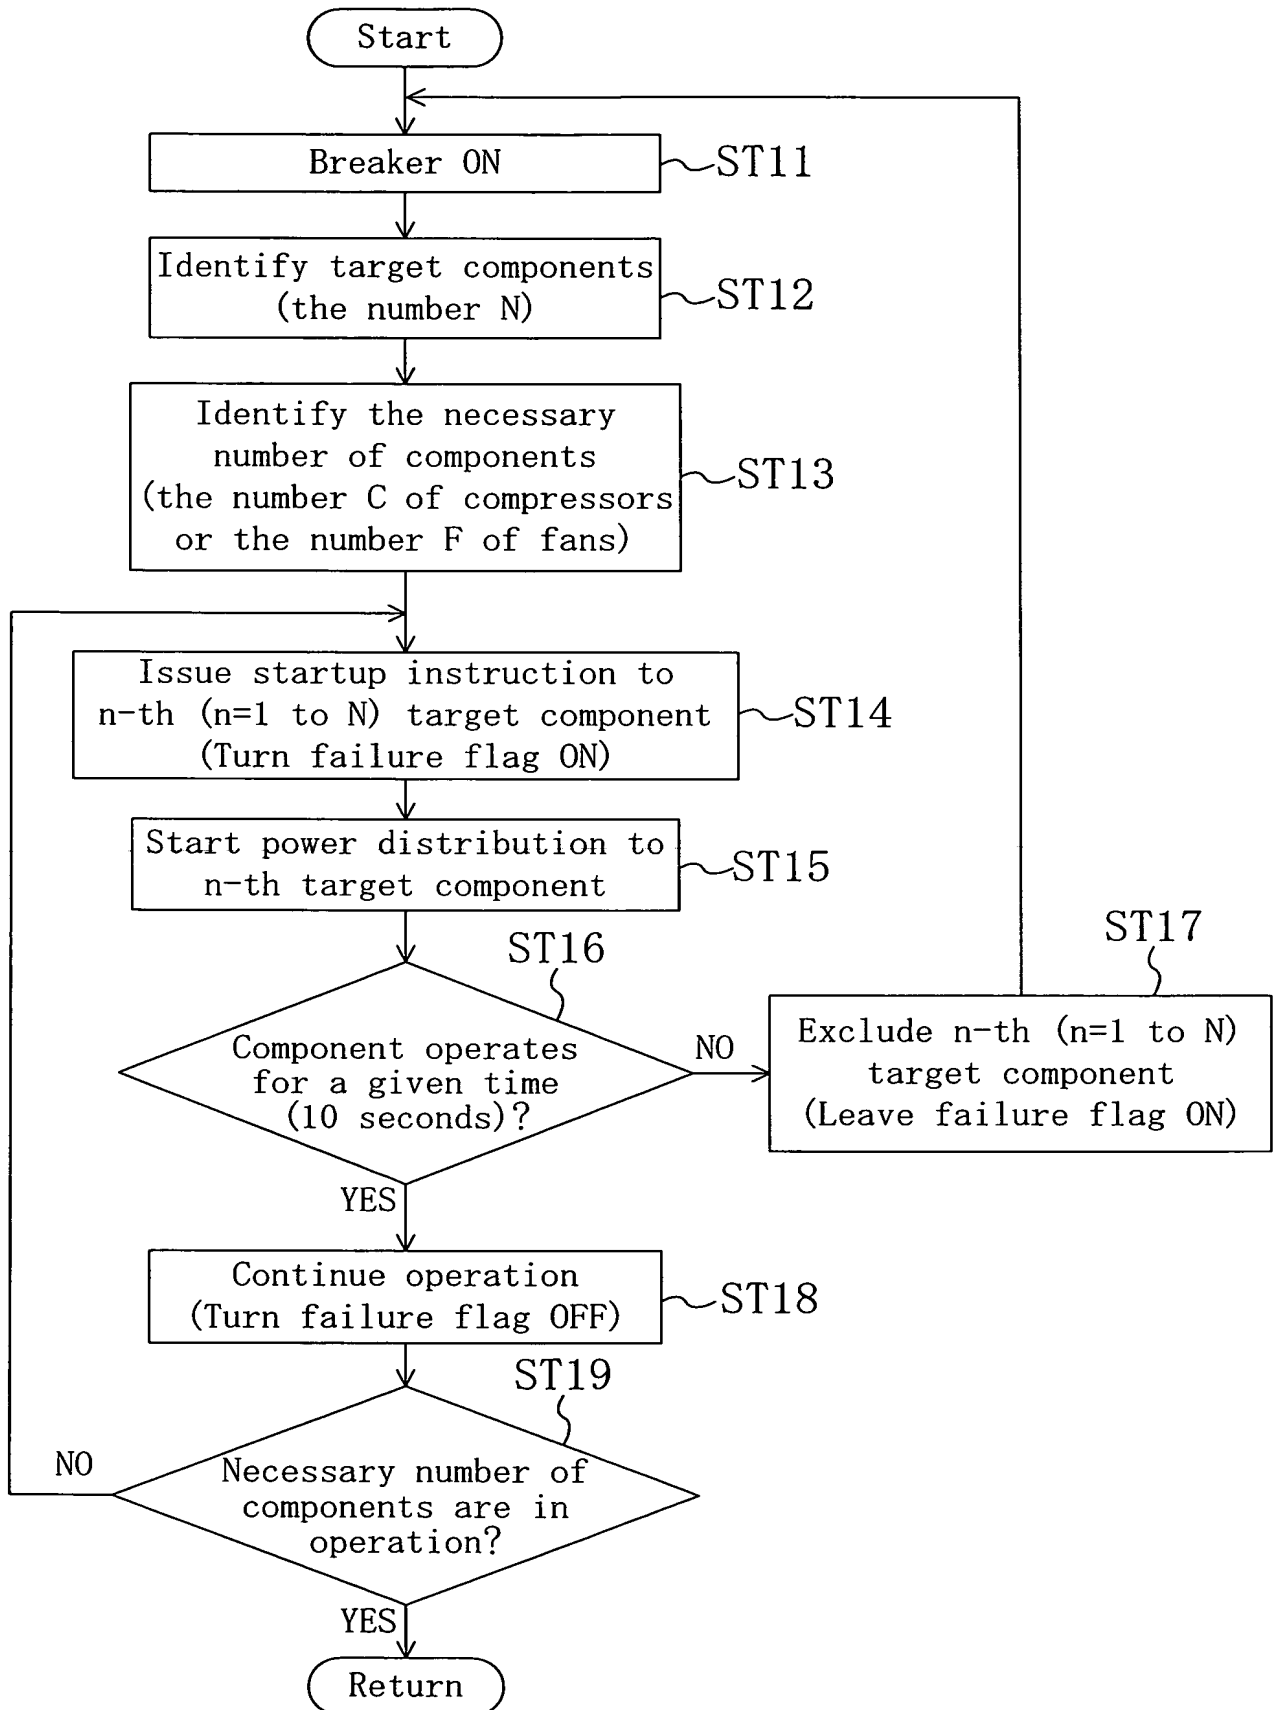 Start
Breaker ON
ST11
Identify target components
(the number N)
ST12
Identify the necessary
number of components
(the number C of compressors
or the number F of fans)
ST13
Issue startup instruction to
n-th (n=1 to N) target component
(Turn failure flag ON)
ST14
Start power distribution to
n-th target component
ST15
ST16
Component operates
for a given time
(10 seconds)?
NO
ST17
Exclude n-th (n=1 to N)
target component
(Leave failure flag ON)
YES
Continue operation
(Turn failure flag OFF)
ST18
ST19
Necessary number of
components are in
operation?
NO
YES
Return